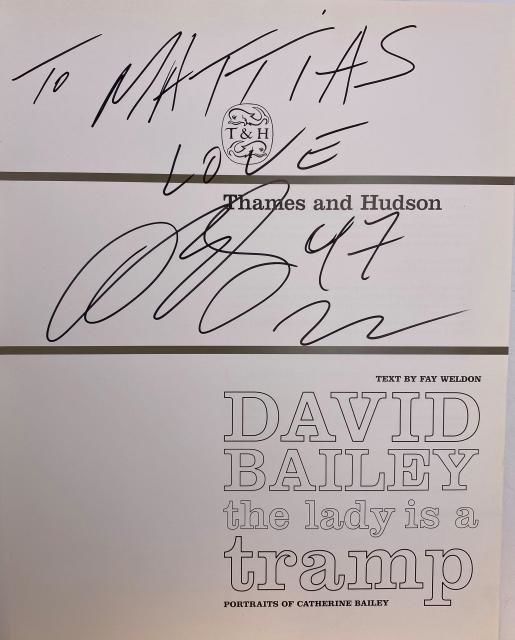 TO MATTIAS
T & H
LOVE
Thames and Hudson
TEXT BY FAY WELDON
DAVID
BAILEY
the lady is a
tramp
PORTRAITS OF CATHERINE BAILEY